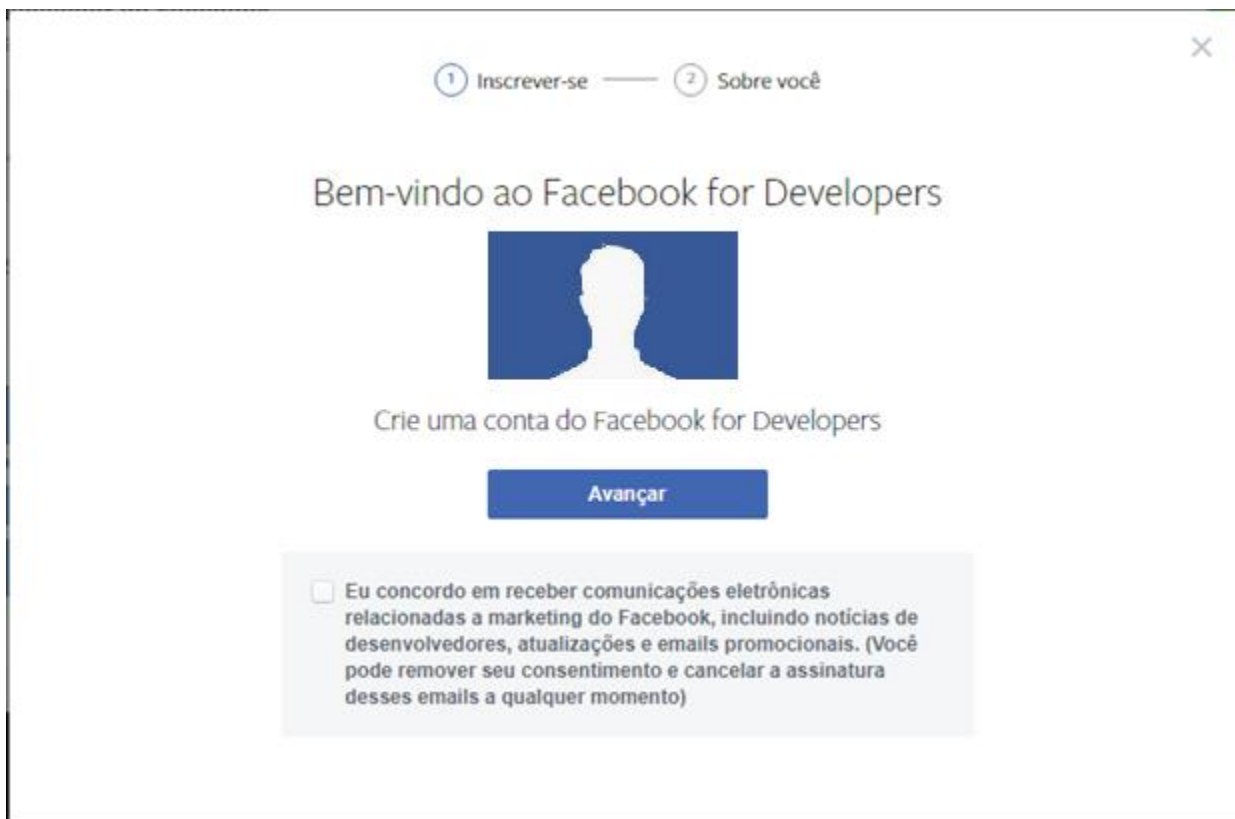 1 Inscrever-se 2 Sobre você
Bem-vindo ao Facebook for Developers
Crie uma conta do Facebook for Developers
Avançar
Eu concordo em receber comunicações eletrônicas
relacionadas a marketing do Facebook, incluindo notícias de
desenvolvedores, atualizações e emails promocionais. (Você
pode remover seu consentimento e cancelar a assinatura
desses emails a qualquer momento)